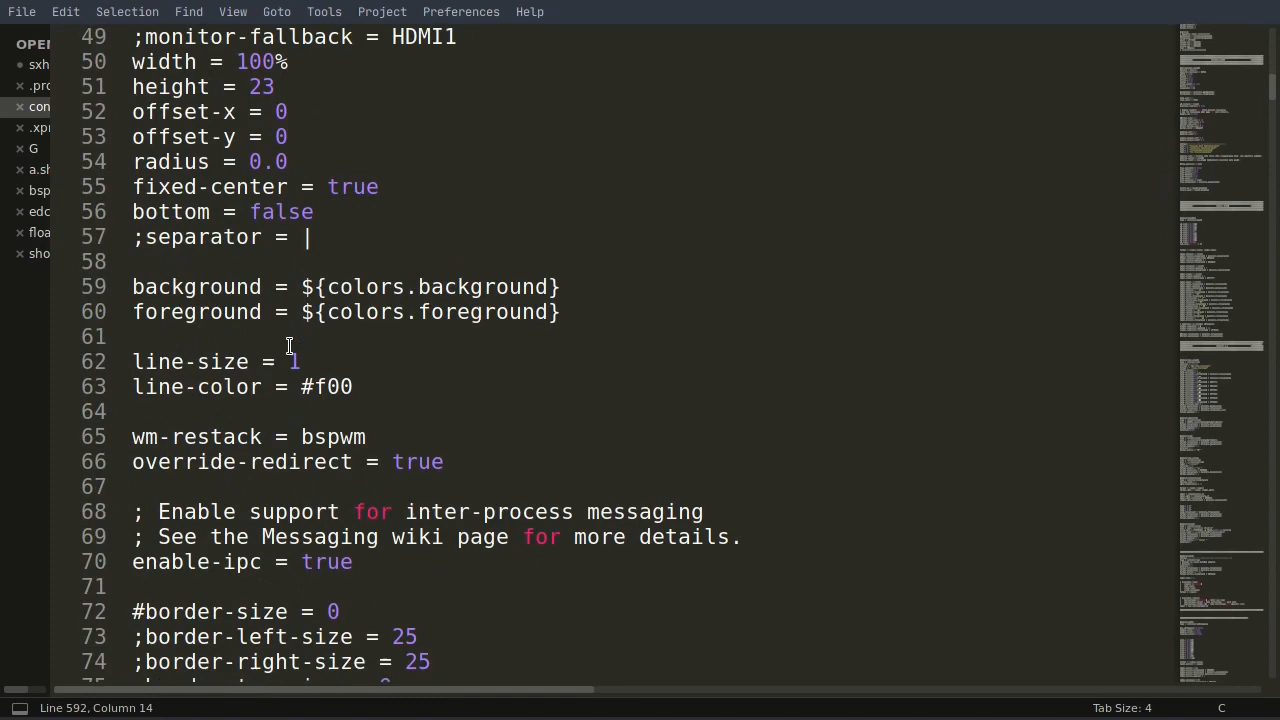 File Edit Selection Find View Goto Tools Project Preferences Help
OPE
sxh
.pro
con
.xpr
G
a.sh
bsp
edc
floa
sho
49 ;monitor-fallback = HDMI1
50 width = 100%
51 height = 23
52 offset-x = 0
53 offset-y = 0
54 radius = 0.0
55 fixed-center = true
56 bottom = false
57 ;separator = |
58
59 background = ${colors.background}
60 foreground = ${colors.foreground}
61
62 line-size = 1
63 line-color = #f00
64
65 wm-restack = bspwm
66 override-redirect = true
67
68 ; Enable support for inter-process messaging
69 ; See the Messaging wiki page for more details.
70 enable-ipc = true
71
72 #border-size = 0
73 ;border-left-size = 25
74 ;border-right-size = 25
Line 592, Column 14
Tab Size: 4
C